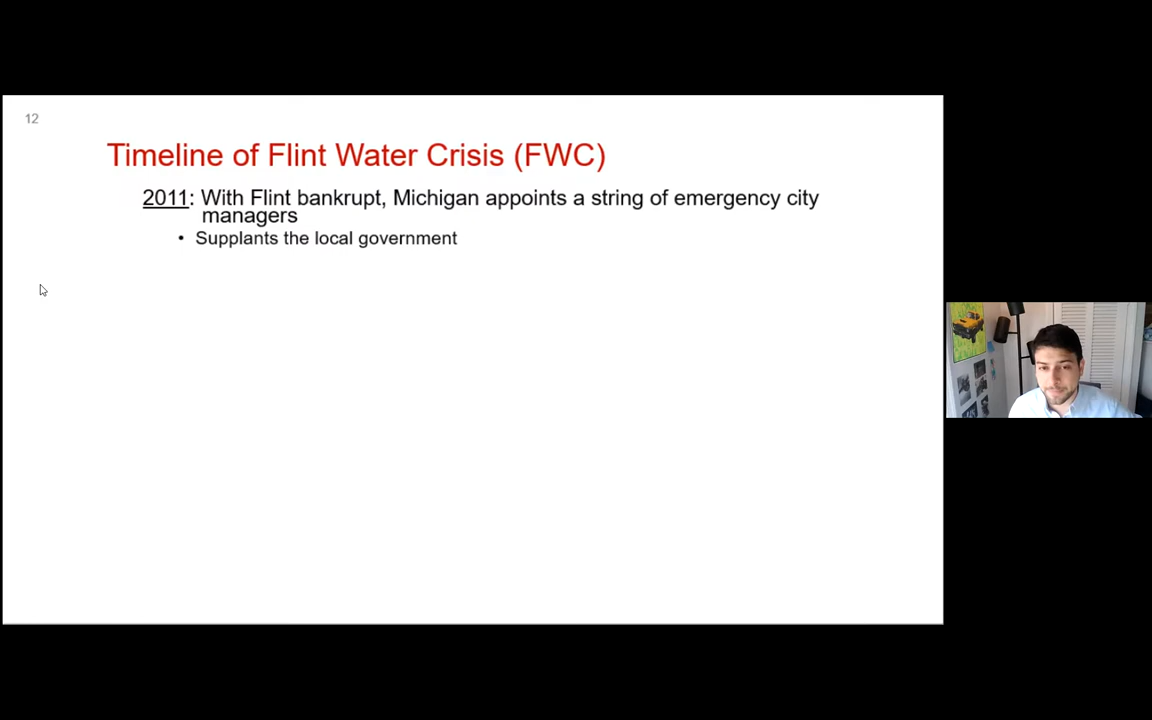 12
Timeline of Flint Water Crisis (FWC)
2011: With Flint bankrupt, Michigan appoints a string of emergency city
managers
• Supplants the local government